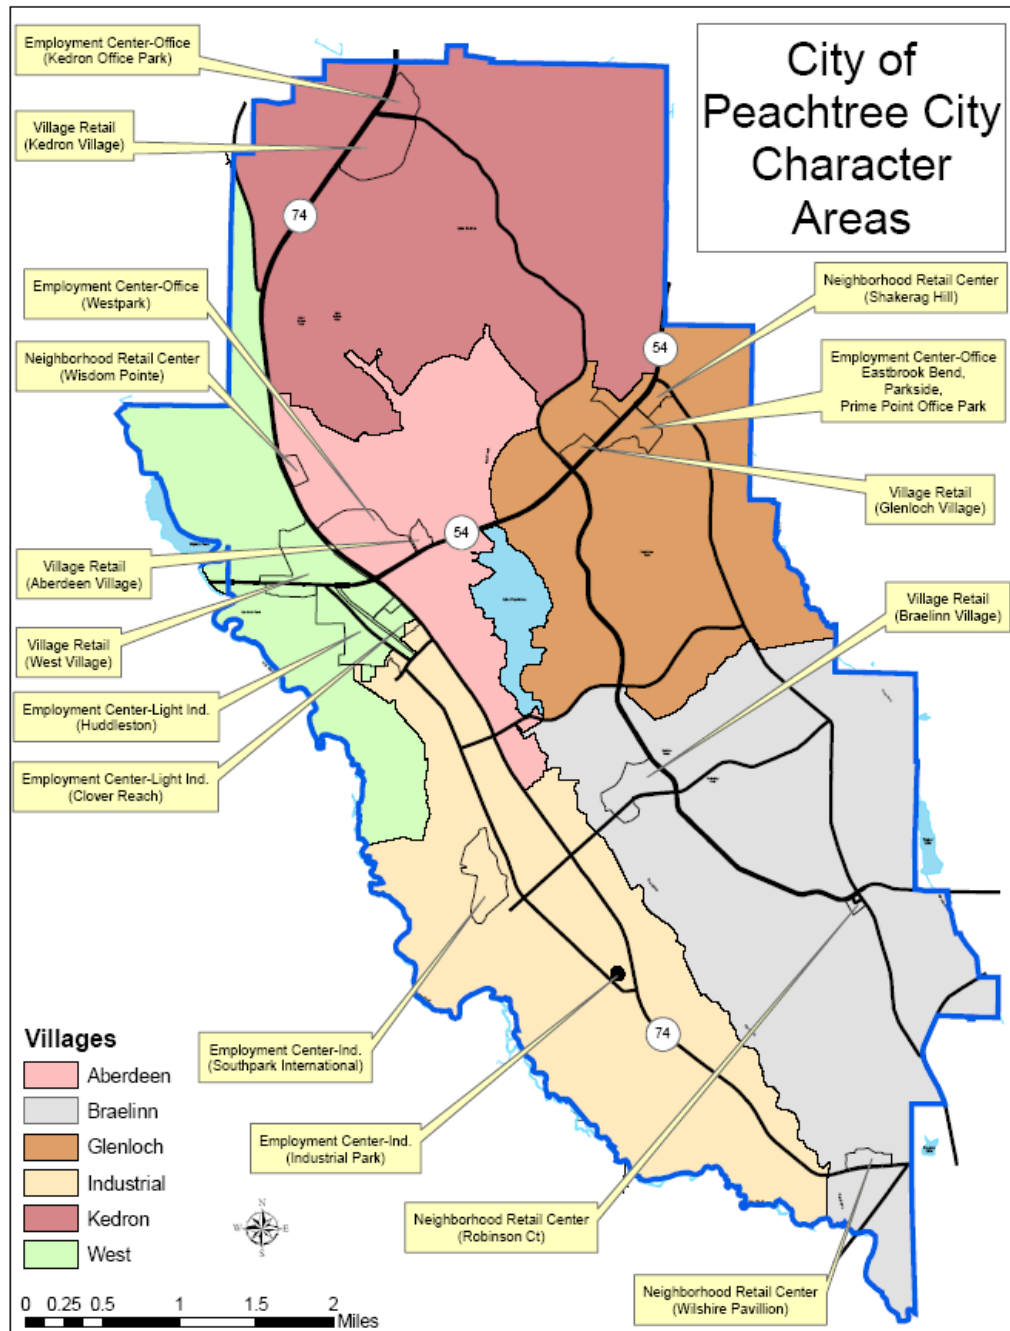 City of
Peachtree City
Character
Areas
Employment Center-Office
(Kedron Office Park)
Village Retail
(Kedron Village)
74
Employment Center-Office
(Westpark)
Neighborhood Retail Center
(Shakerag Hill)
Neighborhood Retail Center
(Wisdom Pointe)
54
Employment Center-Office
Eastbrook Bend,
Parkside,
Prime Point Office Park
Village Retail
(Glenloch Village)
54
Village Retail
(Aberdeen Village)
Village Retail
(Braelinn Village)
Village Retail
(West Village)
Employment Center-Light Ind.
(Huddleston)
Employment Center-Light Ind.
(Clover Reach)
74
Employment Center-Ind.
(Southpark International)
Employment Center-Ind.
(Industrial Park)
Neighborhood Retail Center
(Robinson Ct)
Neighborhood Retail Center
(Wilshire Pavillion)
Villages
Aberdeen
Braelinn
Glenloch
Industrial
Kedron
West
N
W E
S
0 0.25 0.5 1 1.5 2
Miles